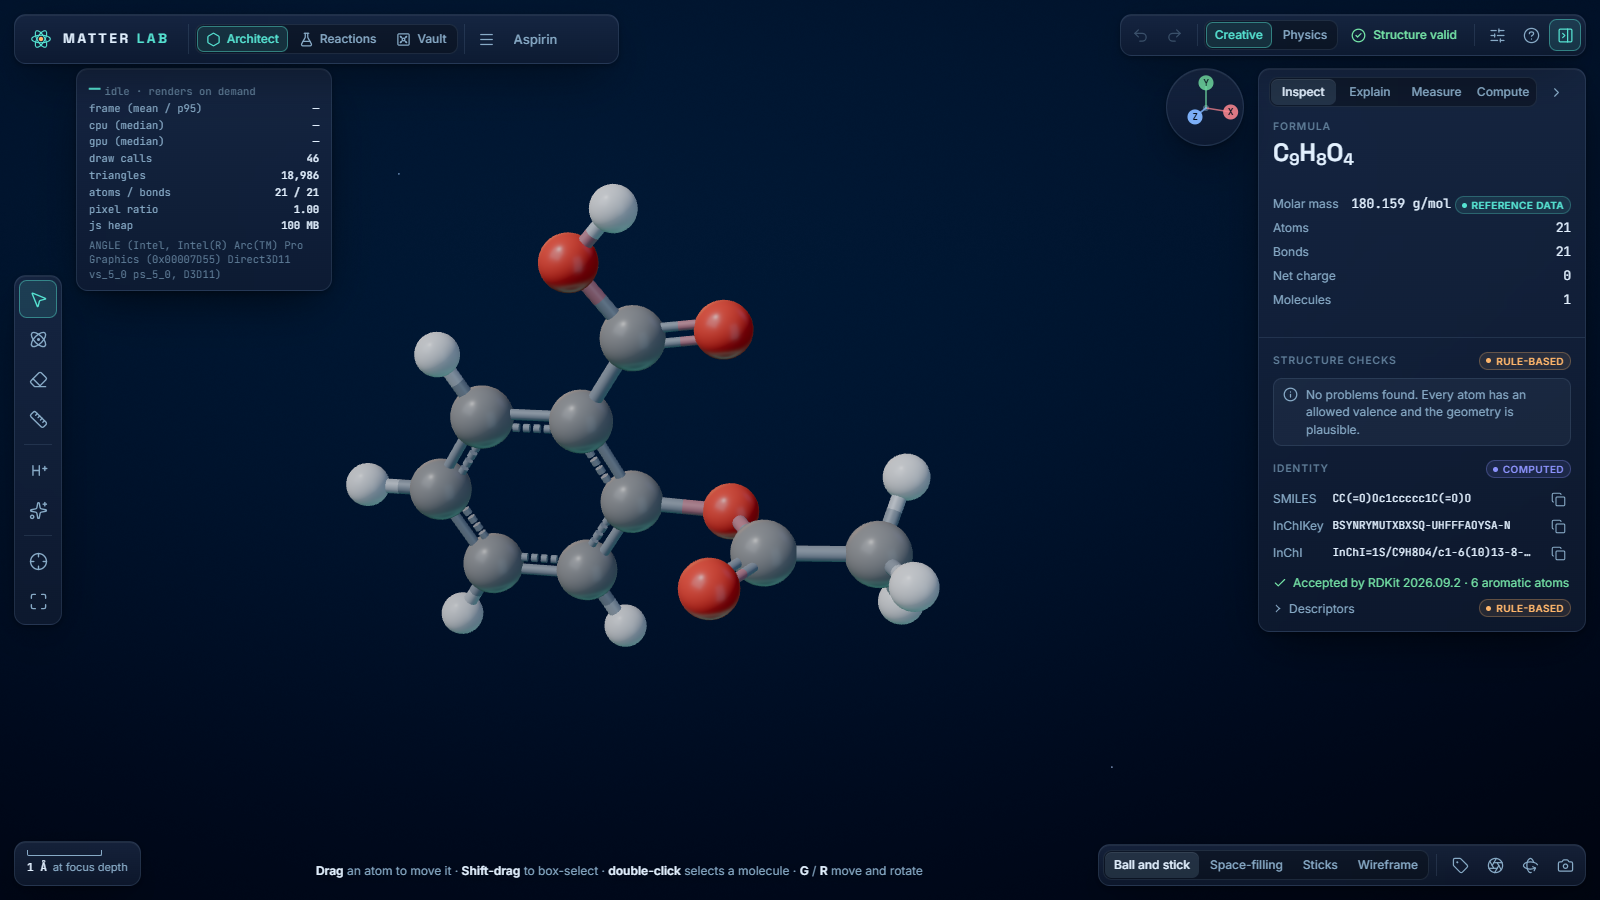 MATTER LAB
Architect
Reactions
Vault
Aspirin
Creative
Physics
Structure valid
idle · renders on demand
frame (mean / p95) —
cpu (median) —
gpu (median) —
draw calls 46
triangles 18,986
atoms / bonds 21 / 21
pixel ratio 1.00
js heap 100 MB
ANGLE (Intel, Intel(R) Arc(TM) Pro
Graphics (0x00007D55) Direct3D11
vs_5_0 ps_5_0, D3D11)
H+
Y
X
Z
Inspect
Explain
Measure
Compute
FORMULA
C₉H₈O₄
Molar mass 180.159 g/mol REFERENCE DATA
Atoms 21
Bonds 21
Net charge 0
Molecules 1
STRUCTURE CHECKS RULE-BASED
No problems found. Every atom has an
allowed valence and the geometry is
plausible.
IDENTITY COMPUTED
SMILES CC(=O)Oc1ccccc1C(=O)O
InChIKey BSYNRYMUTXBXSQ-UHFFFAOYSA-N
InChI InChI=1S/C9H8O4/c1-6(10)13-8-…
Accepted by RDKit 2026.09.2 · 6 aromatic atoms
Descriptors RULE-BASED
1 Å at focus depth
Drag an atom to move it · Shift-drag to box-select · double-click selects a molecule · G / R move and rotate
Ball and stick
Space-filling
Sticks
Wireframe